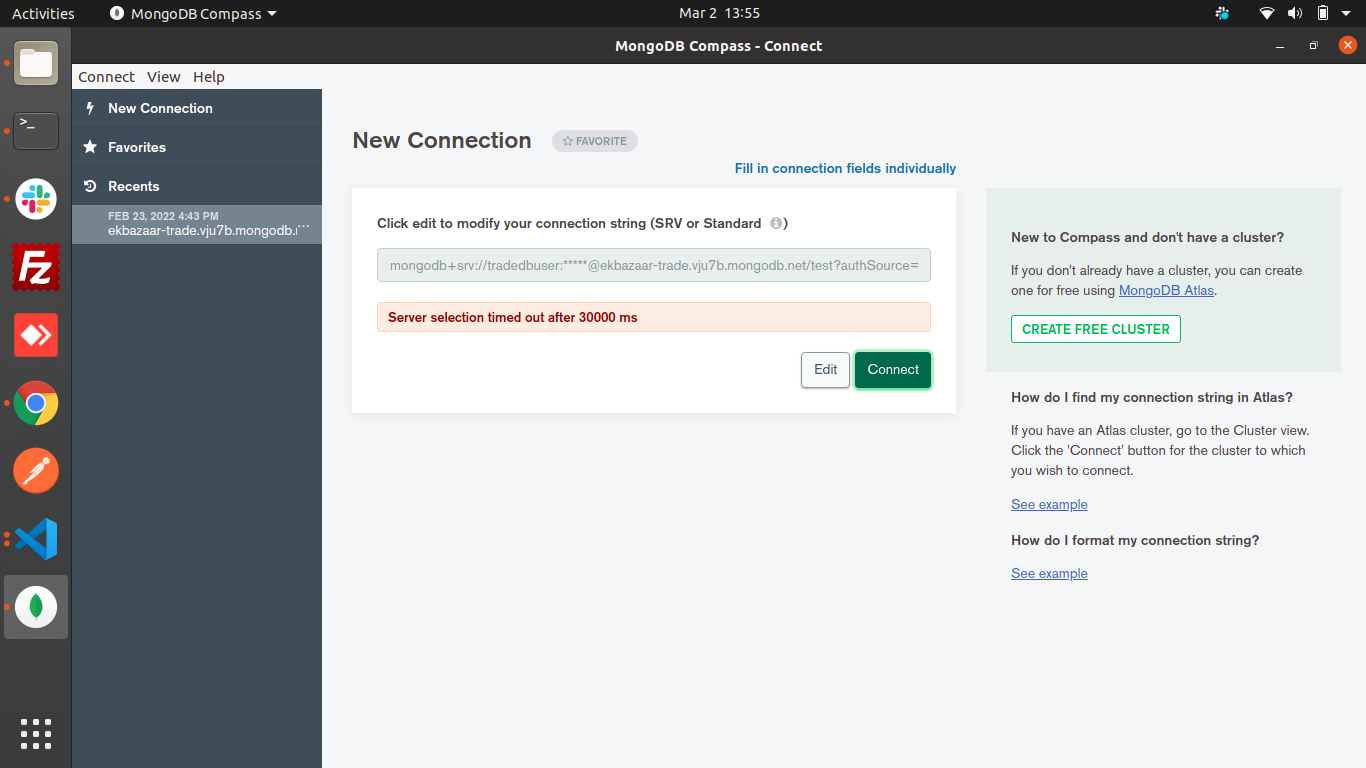 Activities
MongoDB Compass
Mar 2 13:55
MongoDB Compass - Connect
Connect View Help
New Connection
Favorites
Recents
FEB 23, 2022 4:43 PM
ekbazaar-trade.vju7b.mongodb.
New Connection
FAVORITE
Fill in connection fields individually
Click edit to modify your connection string (SRV or Standard )
mongodb+srv://tradedbuser:*****@ekbazaar-trade.vju7b.mongodb.net/test?authSource=
Server selection timed out after 30000 ms
Edit
Connect
New to Compass and don't have a cluster?
If you don't already have a cluster, you can create
one for free using MongoDB Atlas.
CREATE FREE CLUSTER
How do I find my connection string in Atlas?
If you have an Atlas cluster, go to the Cluster view.
Click the 'Connect' button for the cluster to which
you wish to connect.
See example
How do I format my connection string?
See example